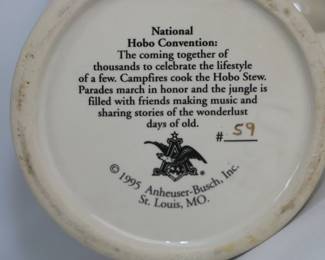 National
Hobo Convention:
The coming together of
thousands to celebrate the lifestyle
of a few. Campfires cook the Hobo Stew.
Parades march in honor and the jungle is
filled with friends making music and
sharing stories of the wonderlust
days of old.
# 59
© 1995 Anheuser-Busch, Inc.
St. Louis, MO.